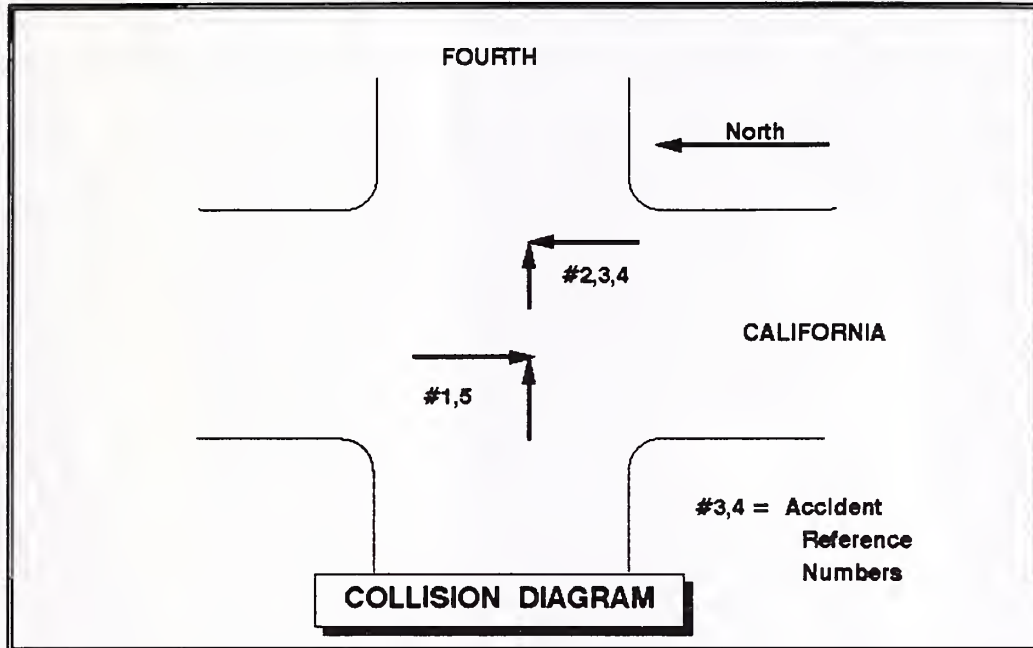 FOURTH
North
#2,3,4
CALIFORNIA
#1,5
#3,4 = Accident
Reference
Numbers
COLLISION DIAGRAM